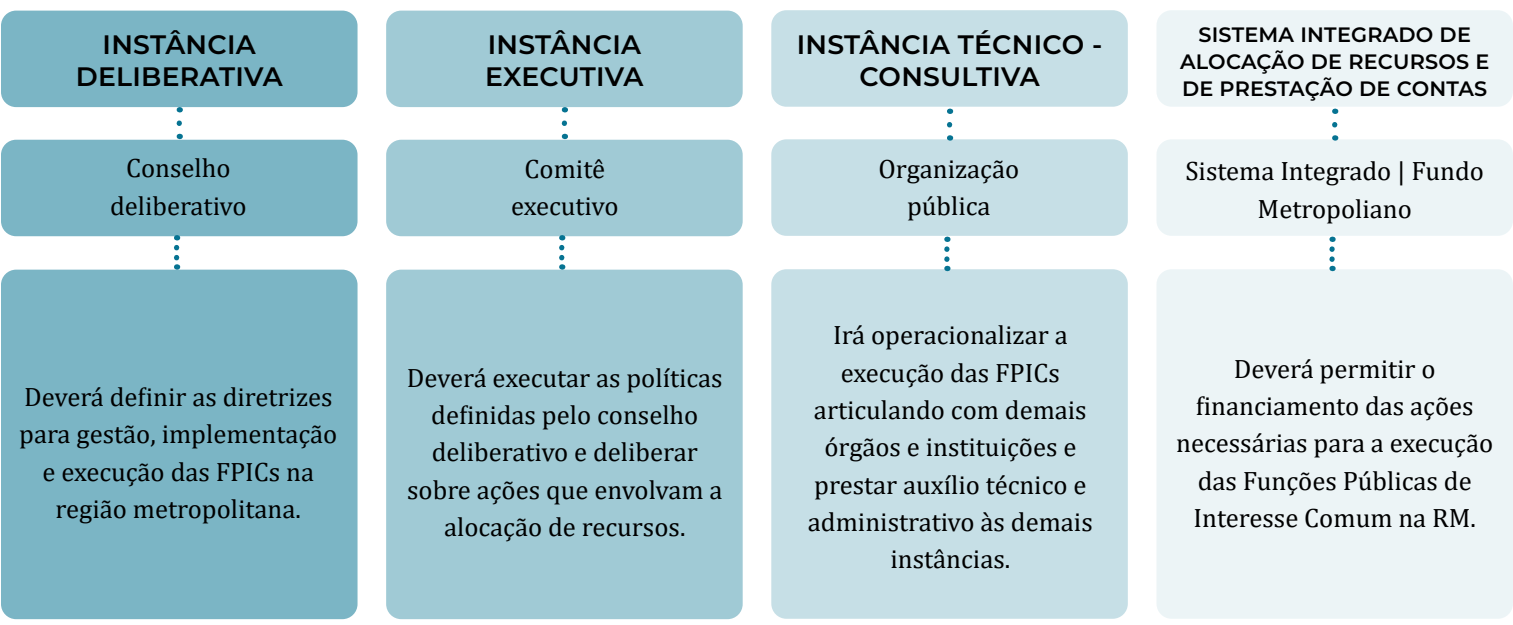 INSTÂNCIA
DELIBERATIVA
Conselho
deliberativo
Deverá definir as diretrizes
para gestão, implementação
e execução das FPICs na
região metropolitana.
INSTÂNCIA
EXECUTIVA
Comitê
executivo
Deverá executar as políticas
definidas pelo conselho
deliberativo e deliberar
sobre ações que envolvam a
alocação de recursos.
INSTÂNCIA TÉCNICO -
CONSULTIVA
Organização
pública
Irá operacionalizar a
execução das FPICs
articulando com demais
órgãos e instituições e
prestar auxílio técnico e
administrativo às demais
instâncias.
SISTEMA INTEGRADO DE
ALOCAÇÃO DE RECURSOS E
DE PRESTAÇÃO DE CONTAS
Sistema Integrado | Fundo
Metropoliano
Deverá permitir o
financiamento das ações
necessárias para a execução
das Funções Públicas de
Interesse Comum na RM.